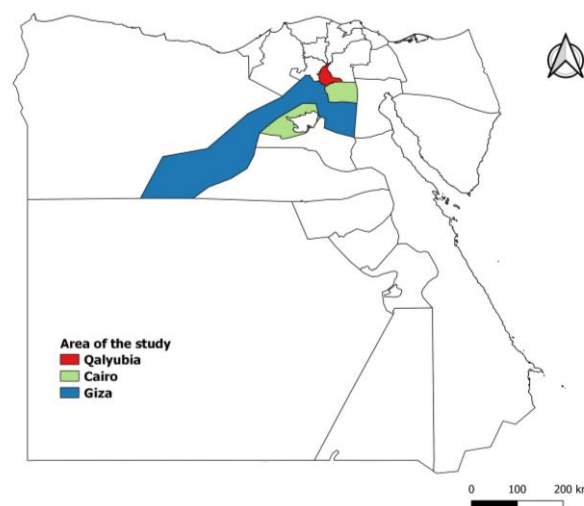 Area of the study
Qalyubia
Cairo
Giza
0 100 200 km